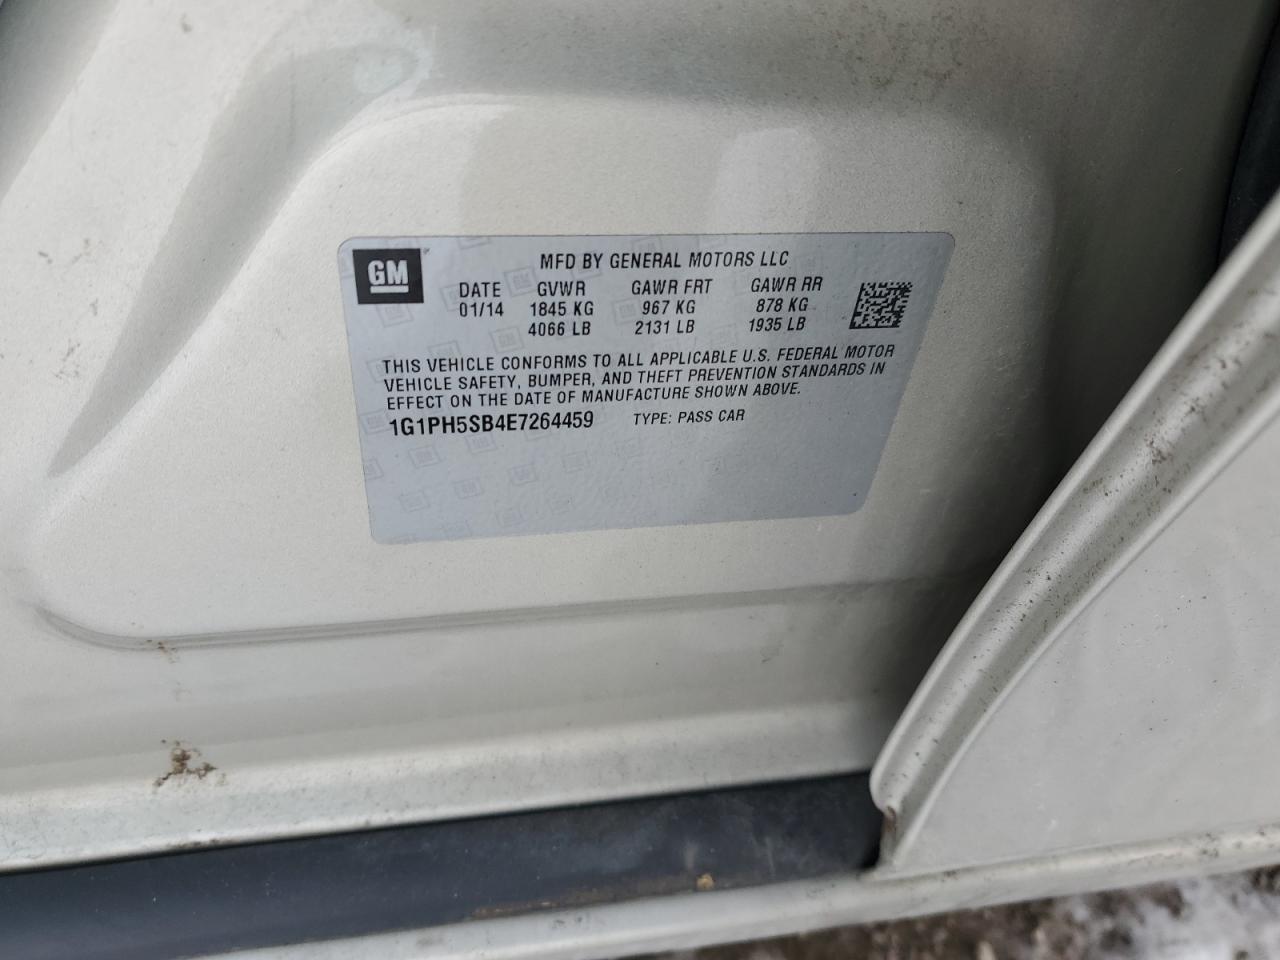 GM
MFD BY GENERAL MOTORS LLC
DATE GVWR GAWR FRT GAWR RR
01/14 1845 KG 967 KG 878 KG
4066 LB 2131 LB 1935 LB
THIS VEHICLE CONFORMS TO ALL APPLICABLE U.S. FEDERAL MOTOR
VEHICLE SAFETY, BUMPER, AND THEFT PREVENTION STANDARDS IN
EFFECT ON THE DATE OF MANUFACTURE SHOWN ABOVE.
1G1PH5SB4E7264459 TYPE: PASS CAR